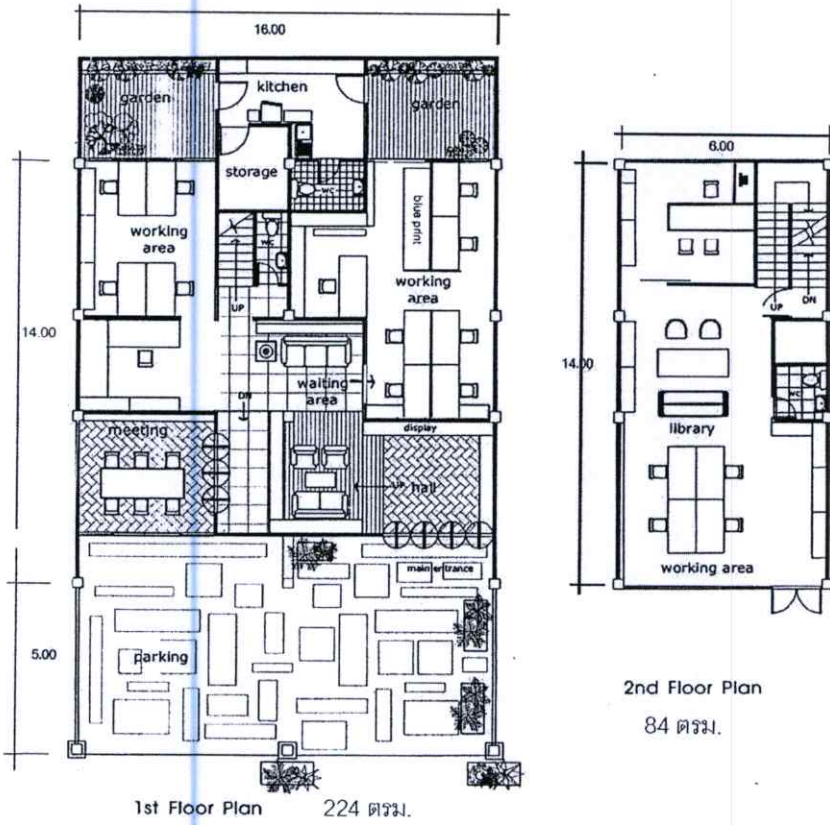 16.00
garden
kitchen
garden
storage
wc
working
area
wc
blue print
working
area
UP
14.00
waiting
area
DN
meeting
display
UP
hall
main entrance
5.00
parking
1st Floor Plan 224 ตรม.
6.00
UP
DN
14.00
wc
library
working area
2nd Floor Plan
84 ตรม.